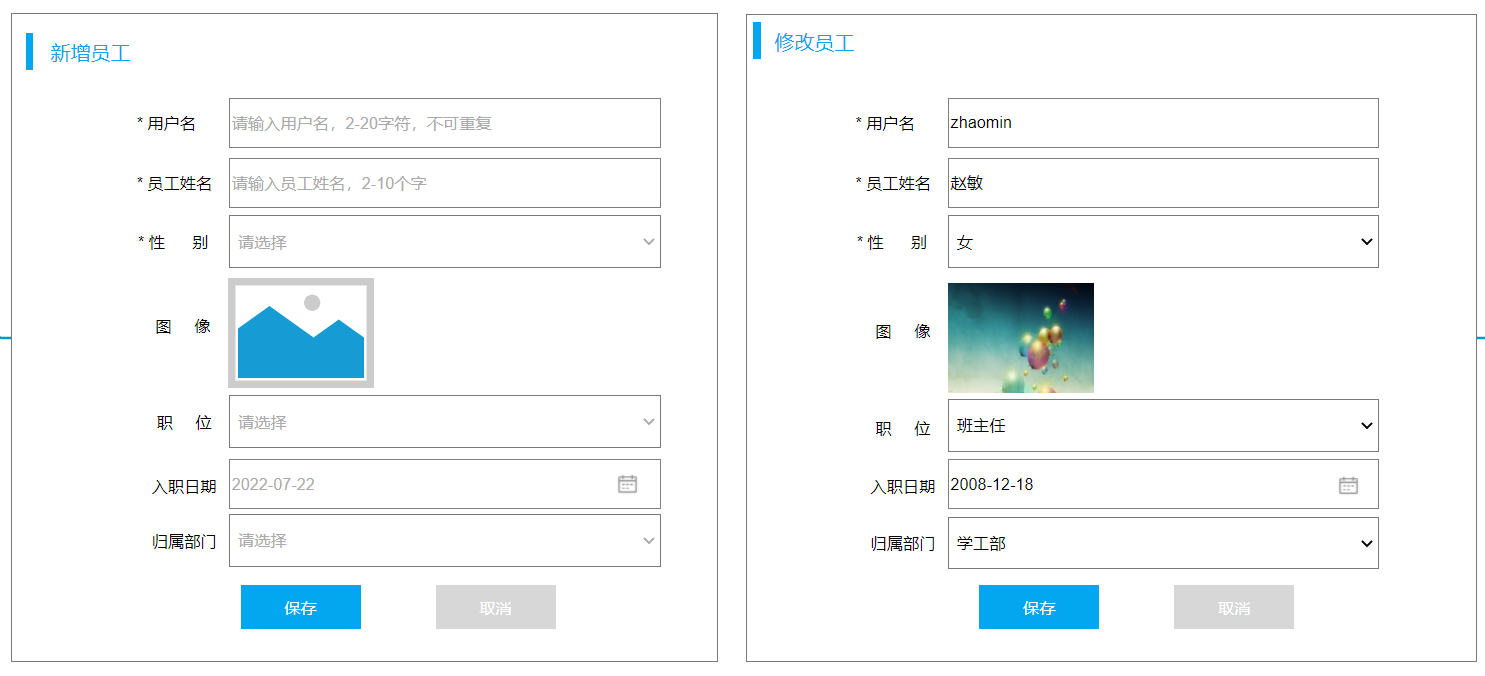 新增员工
* 用户名 请输入用户名，2-20字符，不可重复
* 员工姓名 请输入员工姓名，2-10个字
* 性 别 请选择
图 像
职 位 请选择
入职日期 2022-07-22
归属部门 请选择
保存 取消
修改员工
* 用户名 zhaomin
* 员工姓名 赵敏
* 性 别 女
图 像
职 位 班主任
入职日期 2008-12-18
归属部门 学工部
保存 取消